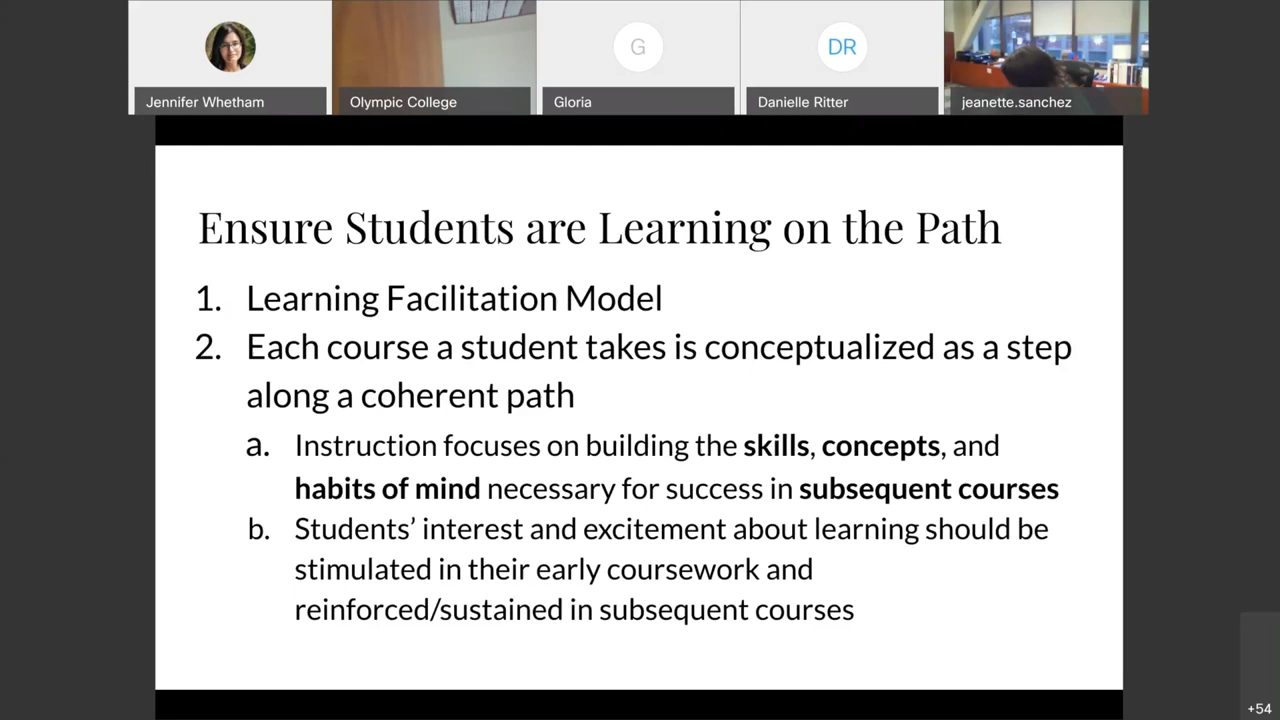 G
DR
Jennifer Whetham
Olympic College
Gloria
Danielle Ritter
jeanette.sanchez
Ensure Students are Learning on the Path
1. Learning Facilitation Model
2. Each course a student takes is conceptualized as a step
along a coherent path
a. Instruction focuses on building the skills, concepts, and
habits of mind necessary for success in subsequent courses
b. Students’ interest and excitement about learning should be
stimulated in their early coursework and
reinforced/sustained in subsequent courses
+54